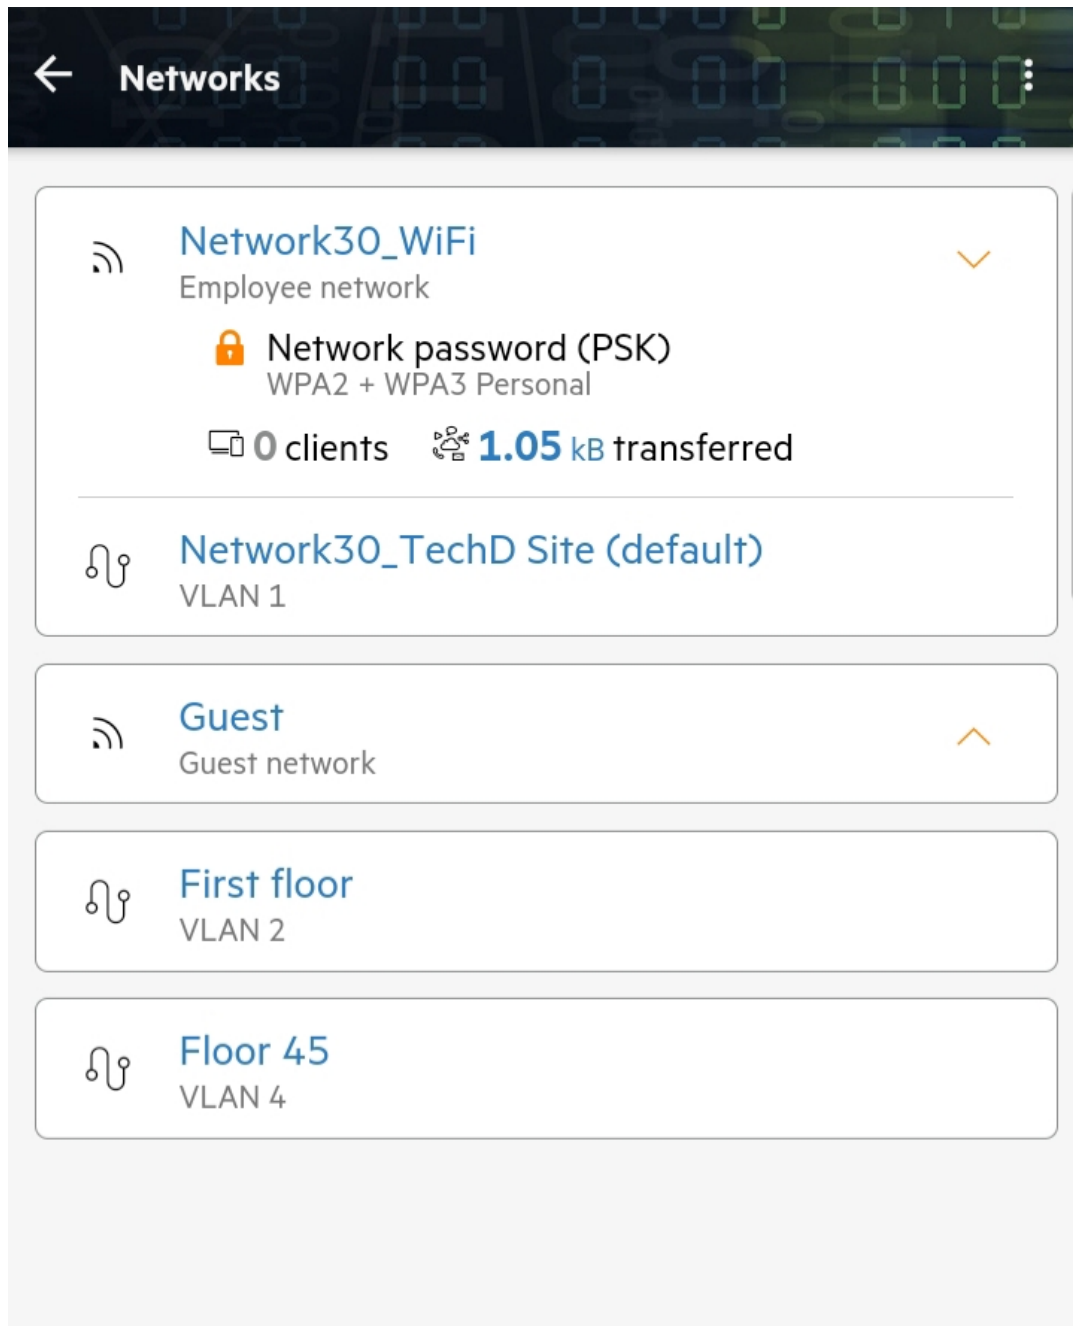 Networks
Network30_WiFi
Employee network
Network password (PSK)
WPA2 + WPA3 Personal
0 clients 1.05 kB transferred
Network30_TechD Site (default)
VLAN 1
Guest
Guest network
First floor
VLAN 2
Floor 45
VLAN 4